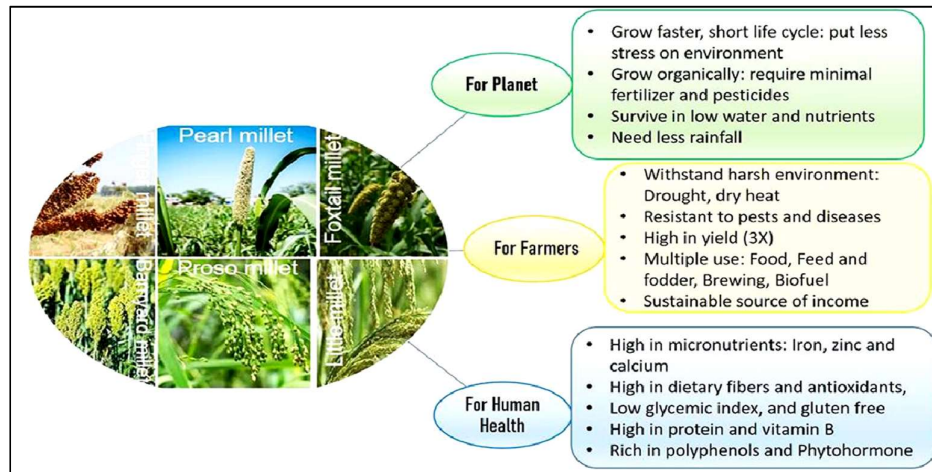 Pearl millet
Foxtail millet
Proso millet
Barnyard millet
Little millet
millet
For Planet
• Grow faster, short life cycle: put less
stress on environment
• Grow organically: require minimal
fertilizer and pesticides
• Survive in low water and nutrients
• Need less rainfall
For Farmers
• Withstand harsh environment:
Drought, dry heat
• Resistant to pests and diseases
• High in yield (3X)
• Multiple use: Food, Feed and
fodder, Brewing, Biofuel
• Sustainable source of income
For Human
Health
• High in micronutrients: Iron, zinc and
calcium
• High in dietary fibers and antioxidants,
• Low glycemic index, and gluten free
• High in protein and vitamin B
• Rich in polyphenols and Phytohormone